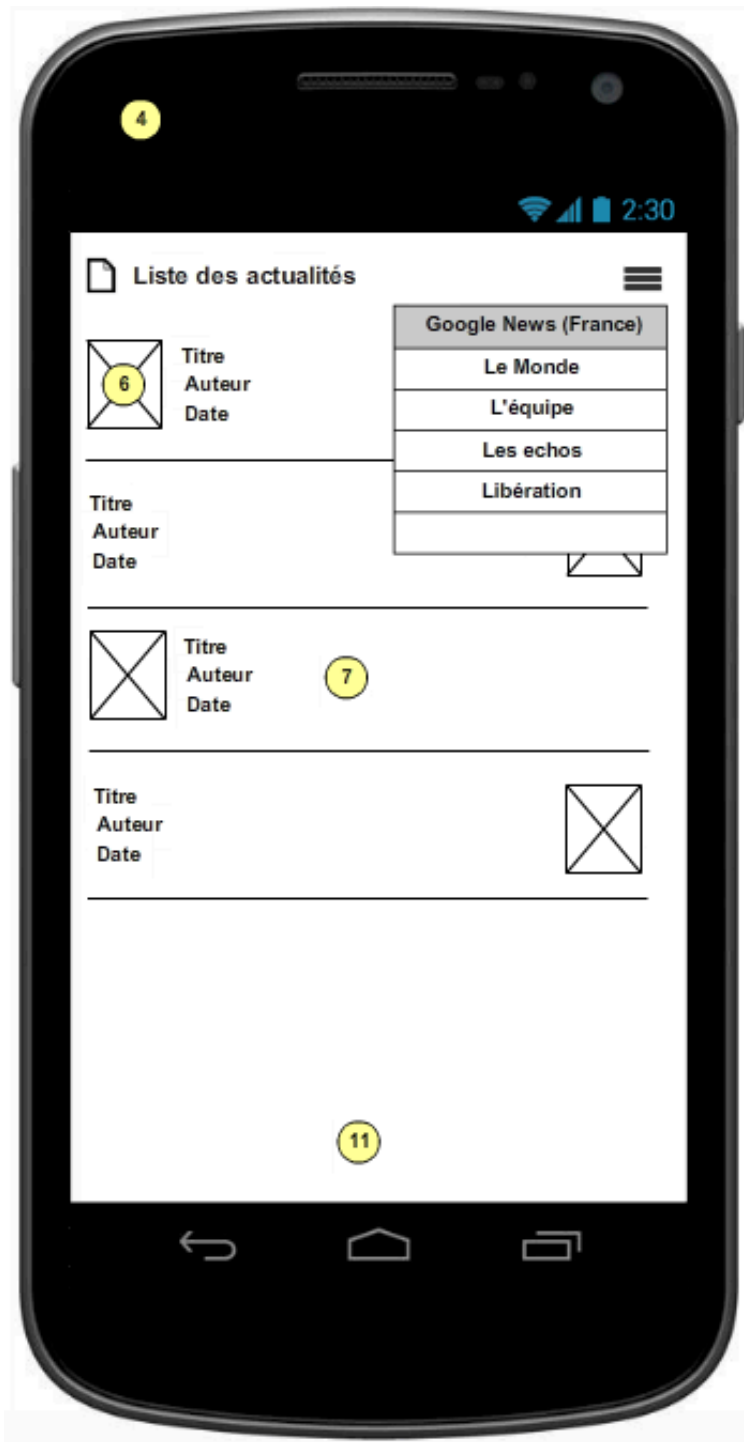 4
2:30
Liste des actualités
Google News (France)
Le Monde
L'équipe
Les echos
Libération
6
Titre
Auteur
Date
Titre
Auteur
Date
Titre
Auteur
Date
7
Titre
Auteur
Date
11